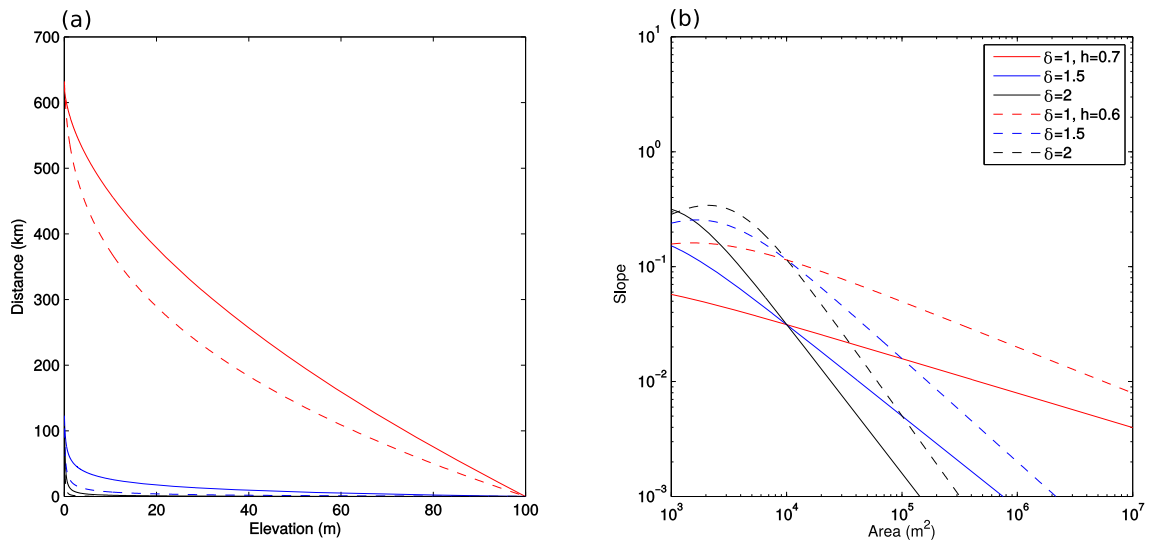 (a)
700
600
500
400
300
200
100
0
0 20 40 60 80 100
Distance (km)
Elevation (m)
(b)
10^1
10^0
10^-1
10^-2
10^-3
10^3 10^4 10^5 10^6 10^7
Slope
Area (m^2)
δ=1, h=0.7
δ=1.5
δ=2
δ=1, h=0.6
δ=1.5
δ=2